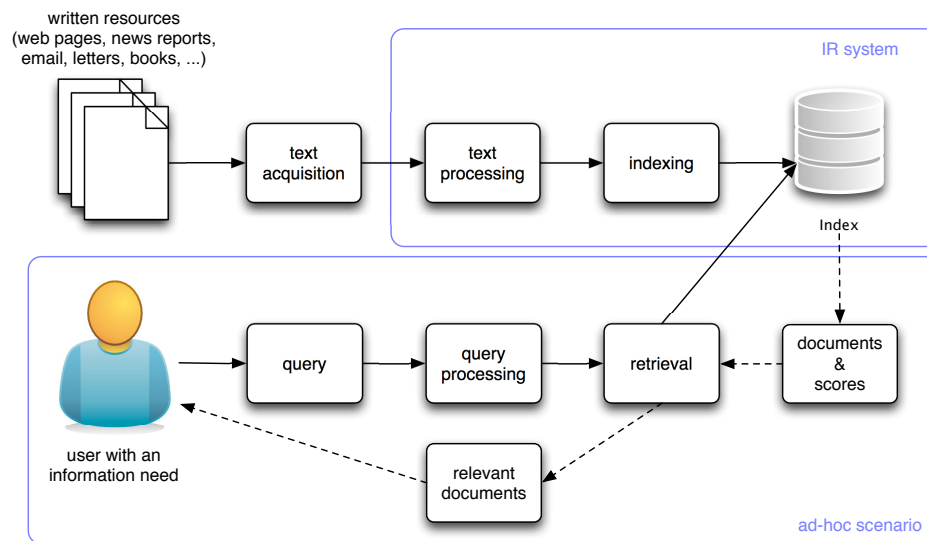 written resources
(web pages, news reports,
email, letters, books, ...)
IR system
text
acquisition
text
processing
indexing
Index
query
query
processing
retrieval
documents
&
scores
user with an
information need
relevant
documents
ad-hoc scenario